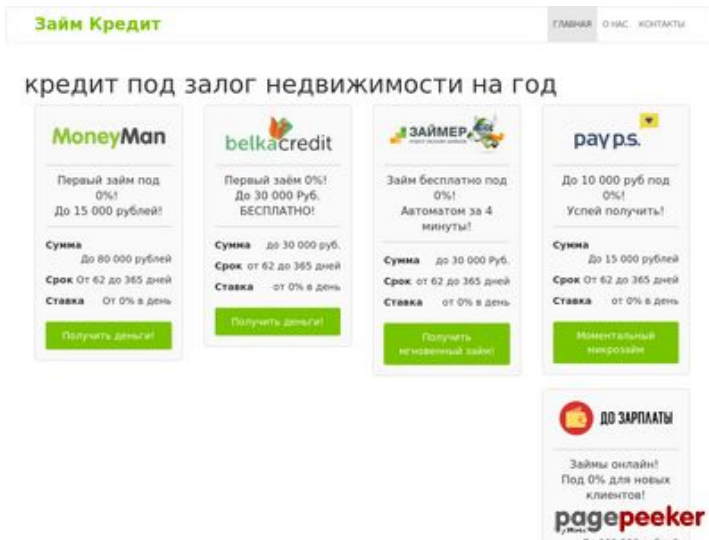 Займ Кредит
ГЛАВНАЯ О НАС КОНТАКТЫ
кредит под залог недвижимости на год
MoneyMan
Первый займ под
0%!
До 15 000 рублей!
Сумма
До 80 000 рублей
Срок От 62 до 365 дней
Ставка От 0% в день
Получить деньги!
belkacredit
Первый заём 0%!
До 30 000 Руб.
БЕСПЛАТНО!
Сумма до 30 000 руб.
Срок от 62 до 365 дней
Ставка от 0% в день
Получить деньги!
ЗАЙМЕР
Займ бесплатно под
0%!
Автоматом за 4
минуты!
Сумма до 30 000 Руб.
Срок от 62 до 365 дней
Ставка от 0% в день
Получить
мгновенный займ!
pay p.s.
До 10 000 руб под
0%!
Успей получить!
Сумма
До 15 000 рублей
Срок От 62 до 365 дней
Ставка от 0% в день
Моментальный
микрозайм
ДО ЗАРПЛАТЫ
Займы онлайн!
Под 0% для новых
клиентов!
pagepeeker